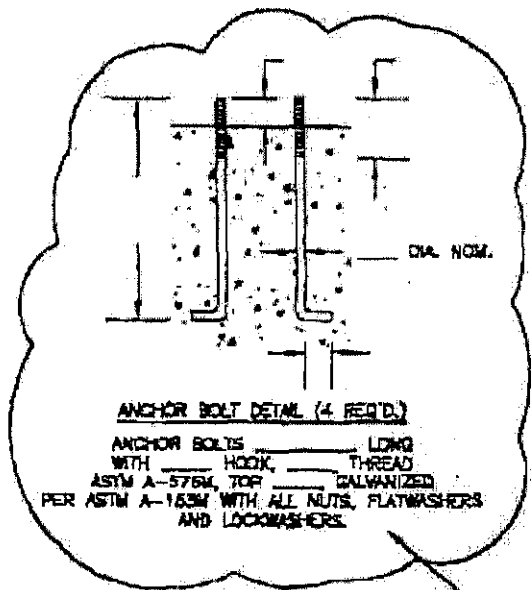 ____ DIA. NOM.
ANCHOR BOLT DETAIL (4 REQ'D.)
ANCHOR BOLTS ________ LONG
WITH ____ HOOK, ____ THREAD
ASTM A-576M, TOP ____ GALVANIZED
PER ASTM A-153M WITH ALL NUTS, FLATWASHERS
AND LOCKWASHERS.